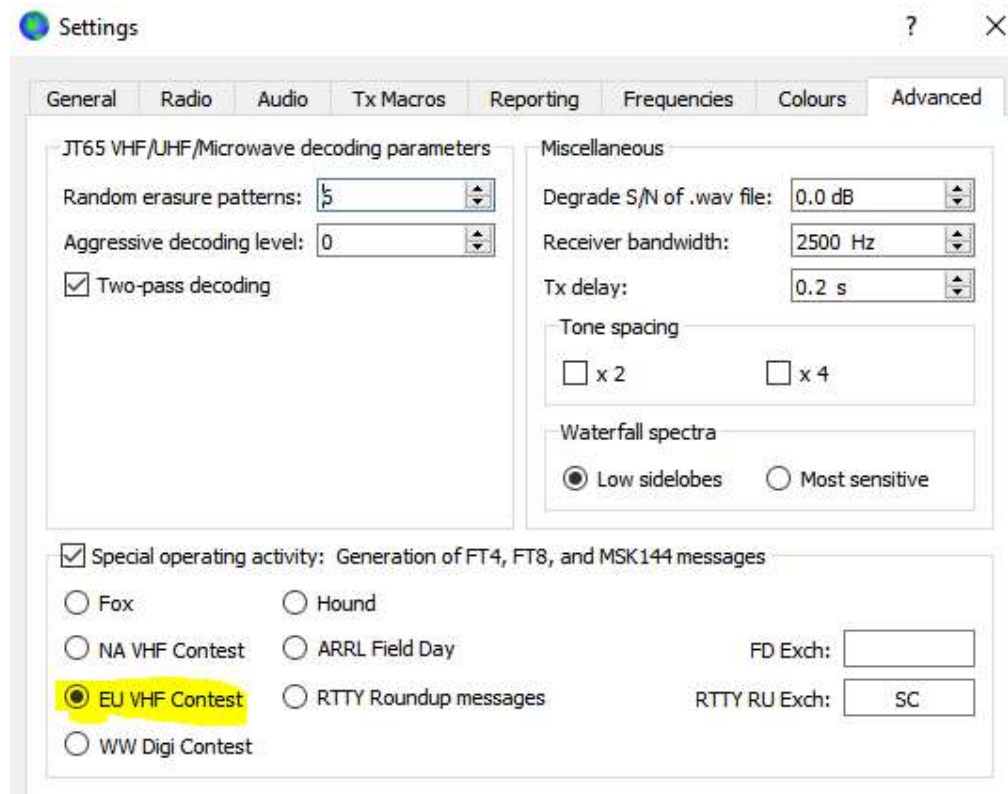 Settings
General Radio Audio Tx Macros Reporting Frequencies Colours Advanced
JT65 VHF/UHF/Microwave decoding parameters
Random erasure patterns: 5
Aggressive decoding level: 0
Two-pass decoding
Miscellaneous
Degrade S/N of .wav file: 0.0 dB
Receiver bandwidth: 2500 Hz
Tx delay: 0.2 s
Tone spacing
x 2 x 4
Waterfall spectra
Low sidelobes Most sensitive
Special operating activity: Generation of FT4, FT8, and MSK144 messages
Fox Hound
NA VHF Contest ARRL Field Day FD Exch:
EU VHF Contest RTTY Roundup messages RTTY RU Exch: SC
WW Digi Contest